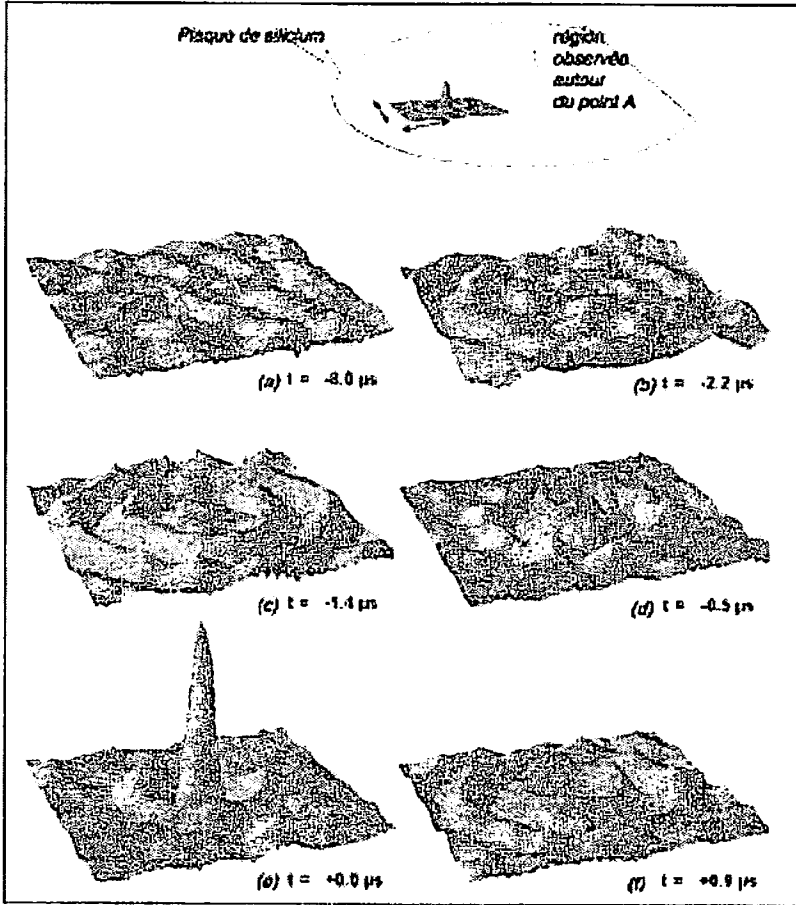 Plaque de silicium
région
observée
autour
du point A
(a) t = -8.0 µs
(b) t = -2.2 µs
(c) t = -1.4 µs
(d) t = -0.5 µs
(e) t = +0.0 µs
(f) t = +0.9 µs